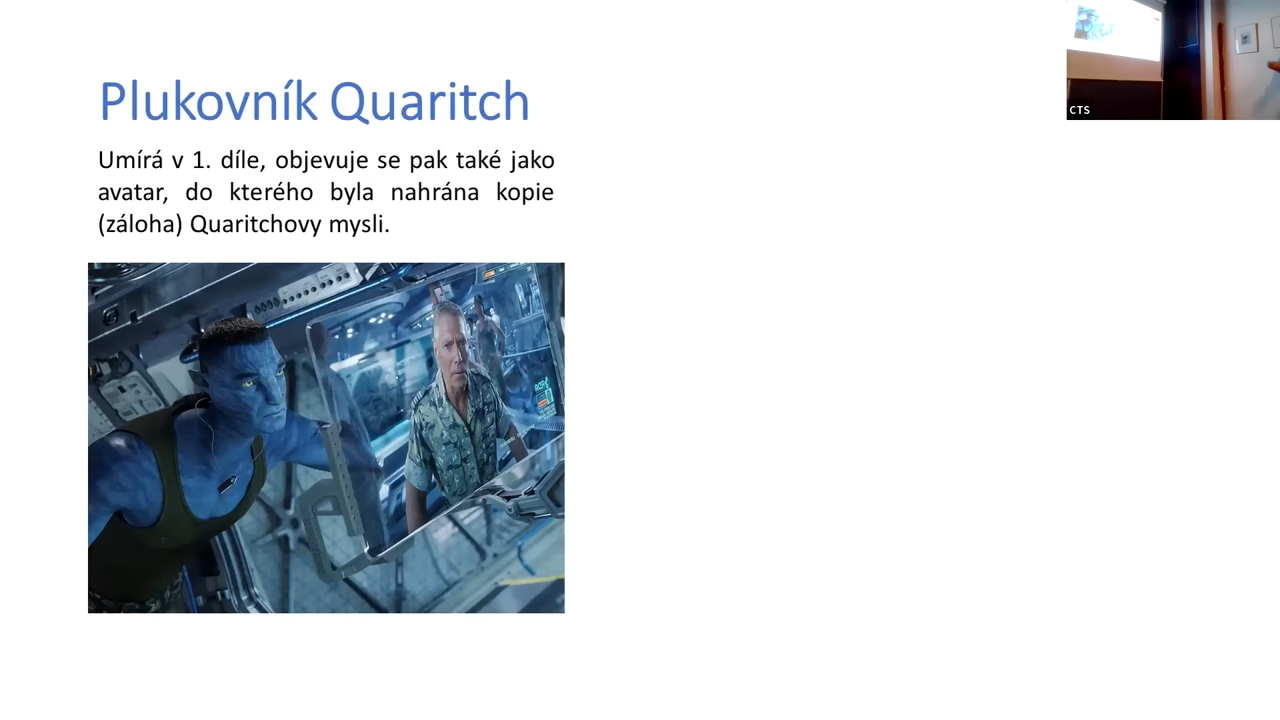 Plukovník Quaritch
Umírá v 1. díle, objevuje se pak také jako
avatar, do kterého byla nahrána kopie
(záloha) Quaritchovy mysli.
CTS